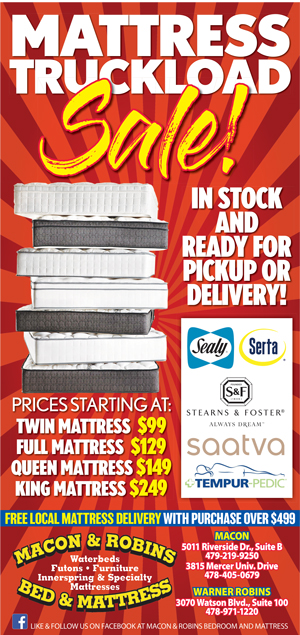 MATTRESS
TRUCKLOAD
Sale!
IN STOCK
AND
READY FOR
PICKUP OR
DELIVERY!
Sealy
Serta
S&F
STEARNS & FOSTER®
ALWAYS DREAM™
saatva
TEMPUR-PEDIC®
PRICES STARTING AT:
TWIN MATTRESS $99
FULL MATTRESS $129
QUEEN MATTRESS $149
KING MATTRESS $249
FREE LOCAL MATTRESS DELIVERY WITH PURCHASE OVER $499
MACON & ROBINS
Waterbeds
Futons • Furniture
Innerspring & Specialty
Mattresses
BED & MATTRESS
MACON
5011 Riverside Dr., Suite B
479-219-9250
3815 Mercer Univ. Drive
478-405-0679
WARNER ROBINS
3070 Watson Blvd., Suite 100
478-971-1220
f LIKE & FOLLOW US ON FACEBOOK AT MACON & ROBINS BEDROOM AND MATTRESS